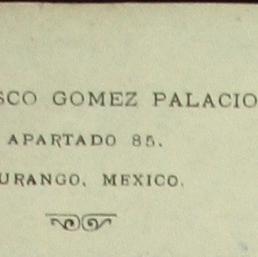 SCO GOMEZ PALACIO
APARTADO 85.
URANGO, MEXICO.